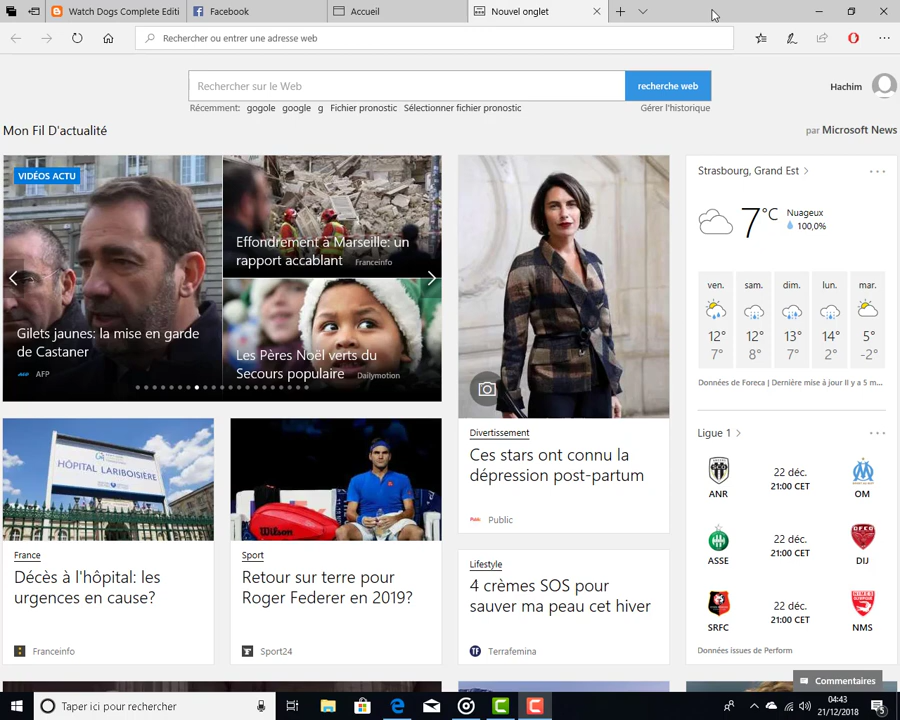 Watch Dogs Complete Editi
Facebook
Accueil
Nouvel onglet
Rechercher ou entrer une adresse web
Rechercher sur le Web
recherche web
Hachim
Récemment: gogole google g Fichier pronostic Sélectionner fichier pronostic
Gérer l'historique
Mon Fil D'actualité
par Microsoft News
VIDÉOS ACTU
Gilets jaunes: la mise en garde
de Castaner
AFP
Effondrement à Marseille: un
rapport accablant Franceinfo
Les Pères Noël verts du
Secours populaire Dailymotion
Divertissement
Ces stars ont connu la
dépression post-partum
Public
Strasbourg, Grand Est
7°C
Nuageux
100,0%
ven. sam. dim. lun. mar.
12° 12° 13° 14° 5°
7° 8° 7° 2° -2°
Données de Foreca | Dernière mise à jour Il y a 5 m...
Ligue 1
22 déc.
21:00 CET
ANR OM
22 déc.
21:00 CET
ASSE DIJ
22 déc.
21:00 CET
SRFC NMS
Données issues de Perform
HÔPITAL LARIBOISIÈRE
France
Décès à l'hôpital: les
urgences en cause?
Franceinfo
Wilson
Sport
Retour sur terre pour
Roger Federer en 2019?
Sport24
Lifestyle
4 crèmes SOS pour
sauver ma peau cet hiver
TF Terrafemina
Commentaires
Taper ici pour rechercher
04:43
21/12/2018
5